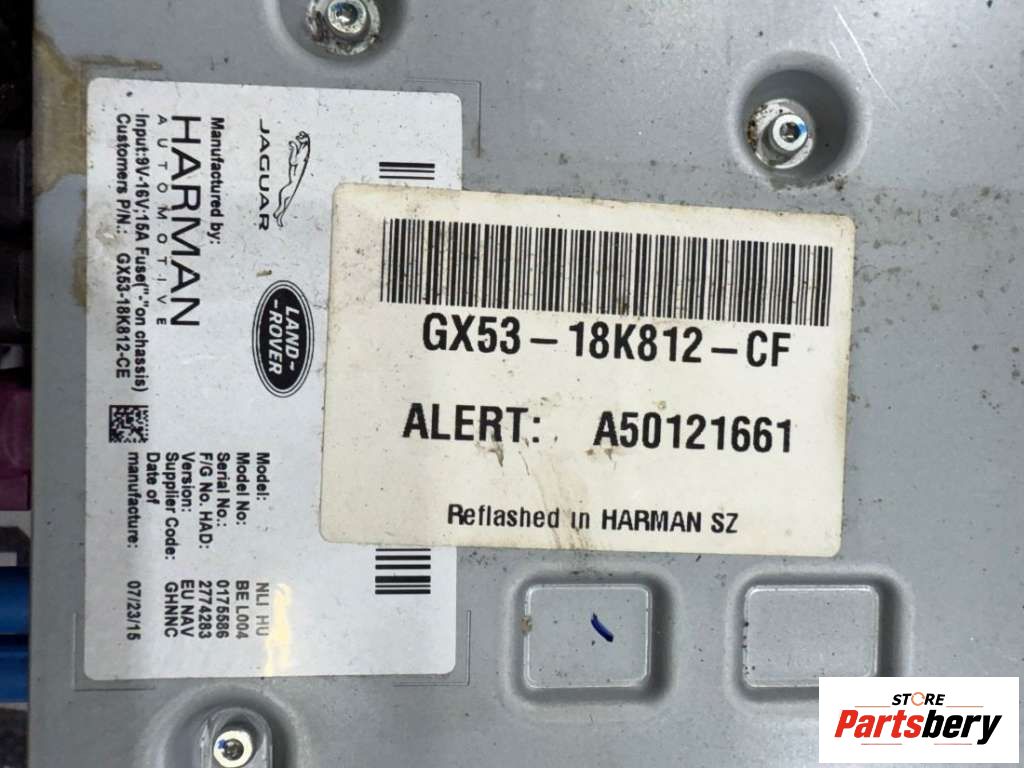 JAGUAR
LAND-
-ROVER
Manufactured by:
HARMAN
AUTOMOTIVE
Input:9V-16V;15A Fuse("-"on chassis)
Customers P/N.: GX53-18K812-CE
Model: NLI HU
Model No: BE L004
Serial No.: 0175586
F/G No. HAD: 2774283
Version: EU NAV
Supplier Code: GHNNC
Date of
manufacture: 07/23/15
GX53-18K812-CF
ALERT: A50121661
Reflashed in HARMAN SZ
STORE
Partsbery